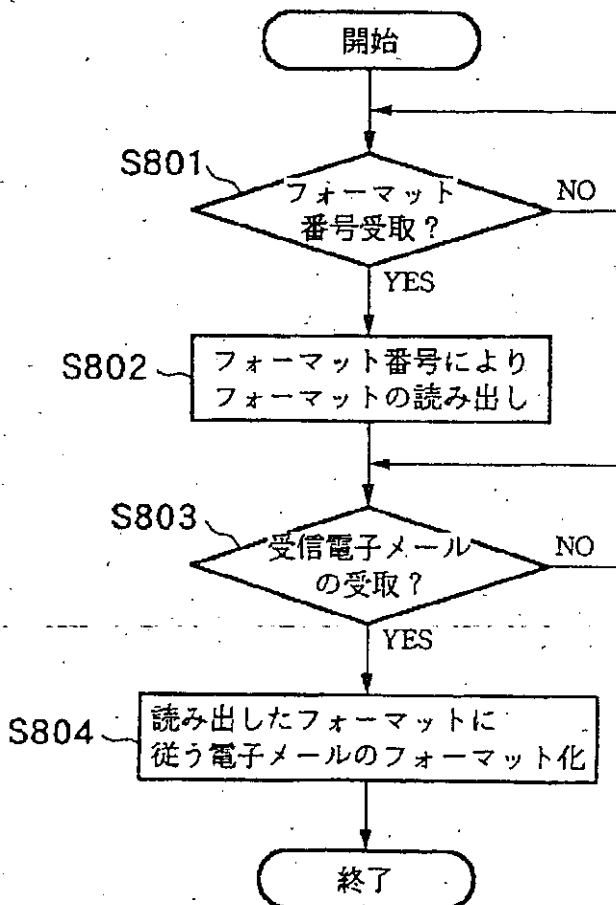 開始
S801
フォーマット
番号受取?
NO
YES
S802
フォーマット番号により
フォーマットの読み出し
S803
受信電子メール
の受取?
NO
YES
S804
読み出したフォーマットに
従う電子メールのフォーマット化
終了